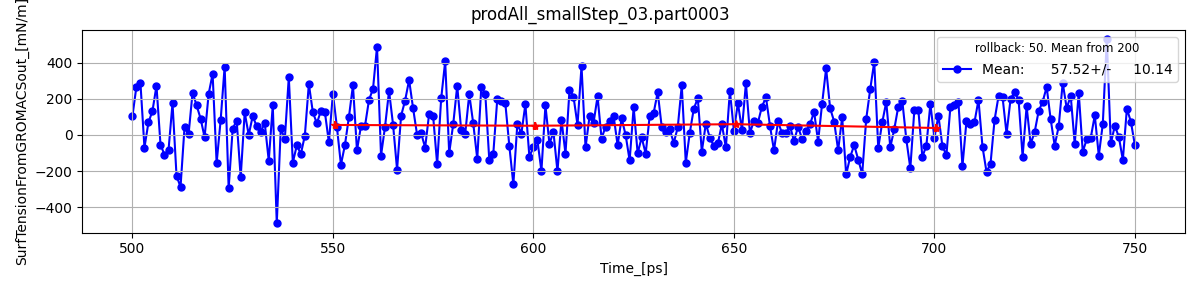 prodAll_smallStep_03.part0003
SurfTensionFromGROMACSout_[mN/m]
rollback: 50. Mean from 200
Mean: 57.52+/- 10.14
400
200
0
−200
−400
500 550 600 650 700 750
Time_[ps]